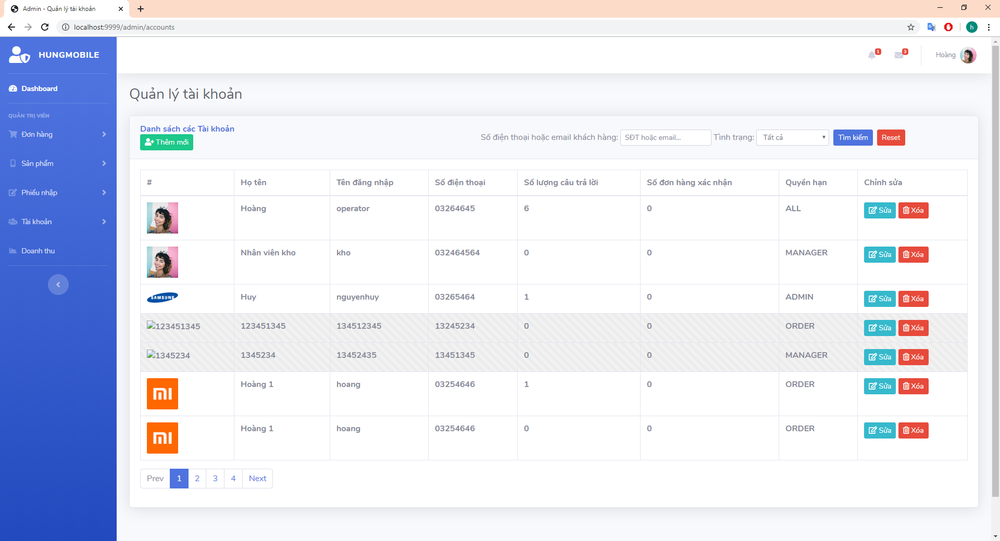 Admin - Quản lý tài khoản
localhost:9999/admin/accounts
h
HUNGMOBILE
1
3
Hoàng
Dashboard
QUẢN TRỊ VIÊN
Đơn hàng
Sản phẩm
Phiếu nhập
Tài khoản
Doanh thu
Quản lý tài khoản
Danh sách các Tài khoản
Thêm mới
Số điện thoại hoặc email khách hàng: SĐT hoặc email... Tình trạng: Tất cả Tìm kiếm Reset
# Họ tên Tên đăng nhập Số điện thoại Số lượng câu trả lời Số đơn hàng xác nhận Quyền hạn Chỉnh sửa
Hoàng operator 03264645 6 0 ALL Sửa Xóa
Nhân viên kho kho 032464564 0 0 MANAGER Sửa Xóa
SAMSUNG Huy nguyenhuy 03265464 1 0 ADMIN Sửa Xóa
123451345 123451345 134512345 13245234 0 0 ORDER Sửa Xóa
1345234 1345234 13452435 13451345 0 0 MANAGER Sửa Xóa
mi Hoàng 1 hoang 03254646 1 0 ORDER Sửa Xóa
mi Hoàng 1 hoang 03254646 0 0 ORDER Sửa Xóa
Prev 1 2 3 4 Next